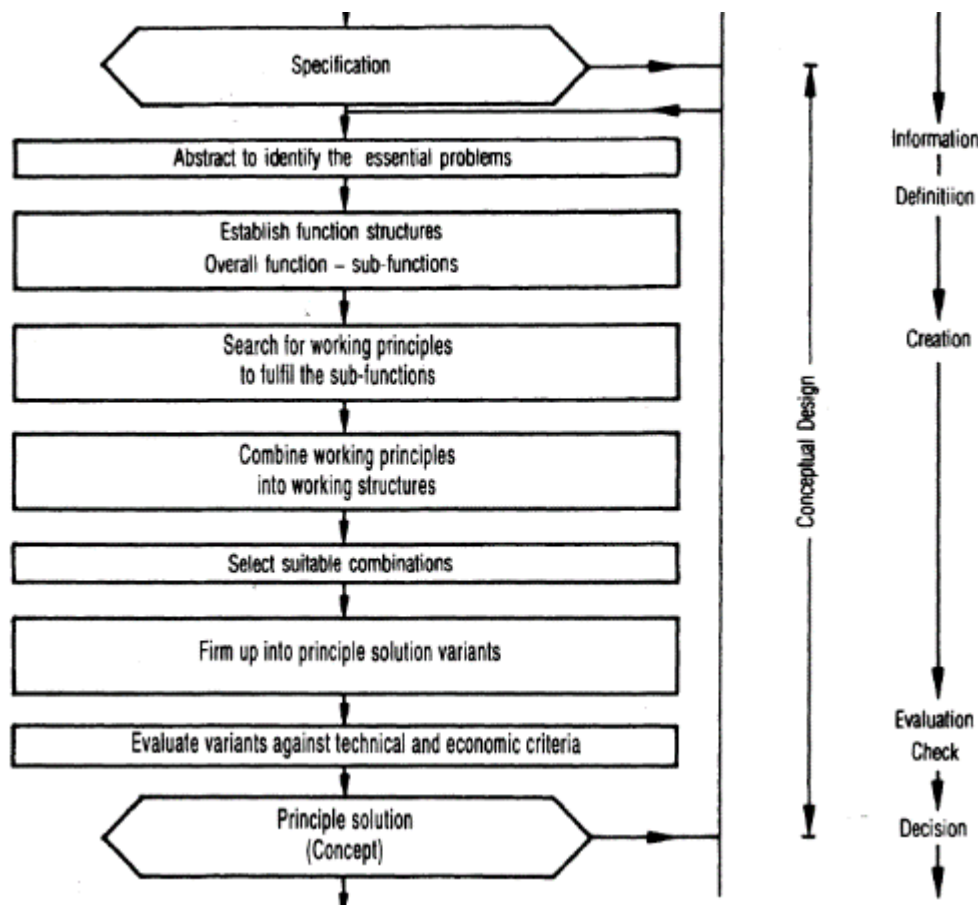 Specification
Abstract to identify the essential problems
Establish function structures
Overall function – sub-functions
Search for working principles
to fulfil the sub-functions
Combine working principles
into working structures
Select suitable combinations
Firm up into principle solution variants
Evaluate variants against technical and economic criteria
Principle solution
(Concept)
Conceptual Design
Information
Definitiion
Creation
Evaluation
Check
Decision